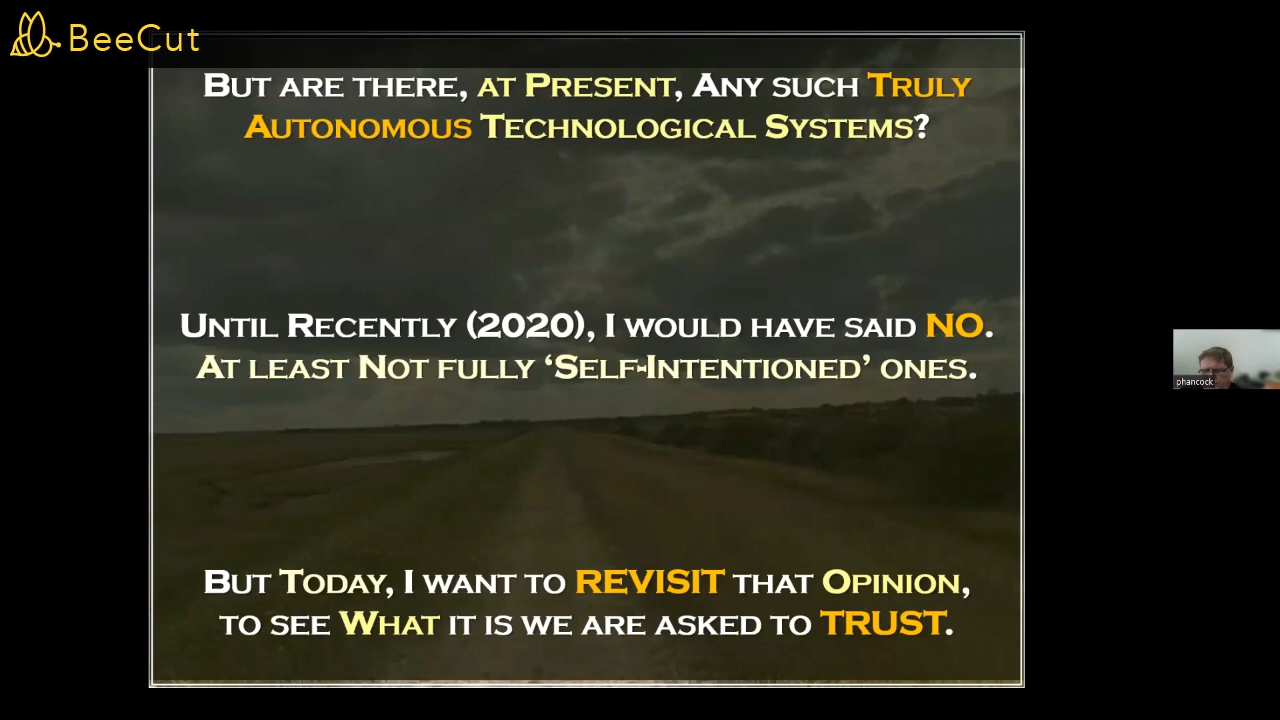 BeeCut
But are there, at Present, Any such Truly
Autonomous Technological Systems?
Until Recently (2020), I would have said NO.
At least Not fully ‘Self-Intentioned’ ones.
phancock
But Today, I want to REVISIT that Opinion,
to see What it is we are asked to TRUST.